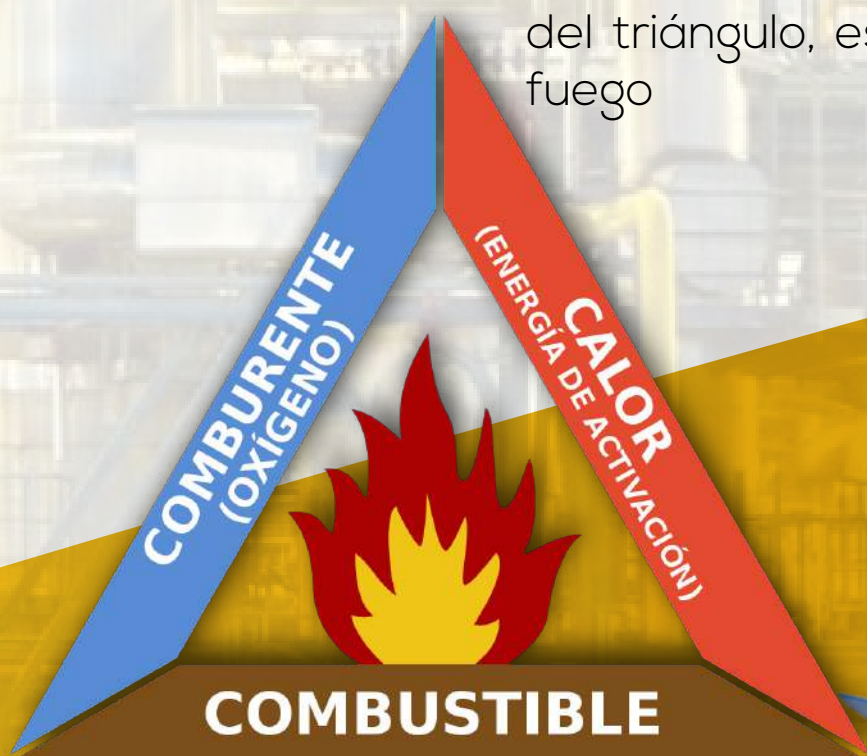 del triángulo, es
fuego
COMBURENTE
(OXÍGENO)
CALOR
(ENERGÍA DE ACTIVACIÓN)
COMBUSTIBLE